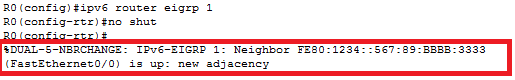 R0(config)#ipv6 router eigrp 1
R0(config-rtr)#no shut
R0(config-rtr)#
%DUAL-5-NBRCHANGE: IPv6-EIGRP 1: Neighbor FE80:1234::567:89:BBBB:3333
(FastEthernet0/0) is up: new adjacency